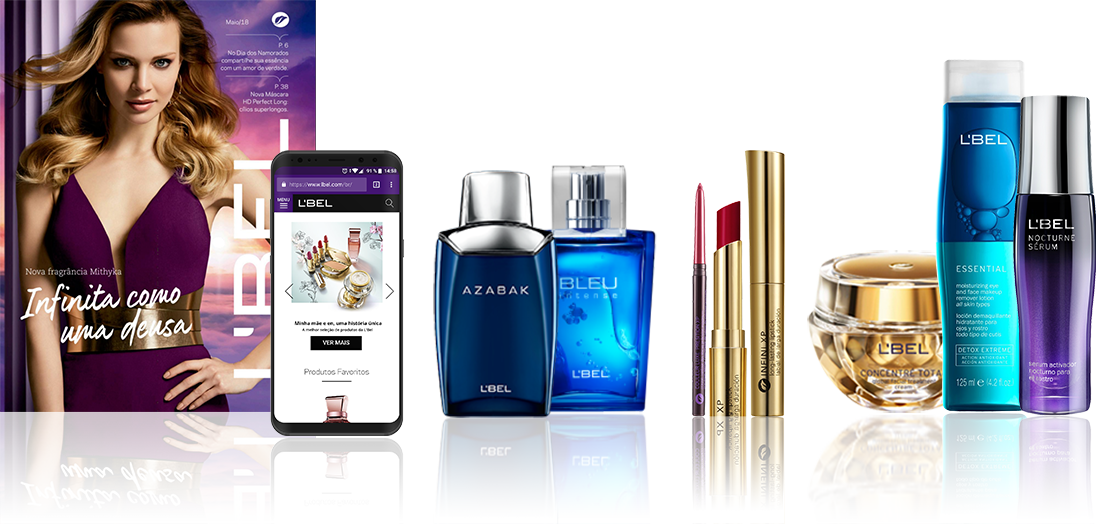 Maio/18
P. 6
No Dia dos Namorados
compartilhe sua essência
com um amor de verdade.
P. 38
Nova Máscara
HD Perfect Long:
cílios superlongos.
L'BEL
Nova fragrância Mithyka
Infinita como
uma deusa
14:58
91%
https://www.lbel.com/br/
MENU
L'BEL
Minha mãe e eu, uma história única
A melhor seleção de produtos da L'Bel
VER MAIS
Produtos Favoritos
AZABAK
L'BEL
BLEU
intense
L'BEL
XP
INFINI XP
L'BEL
CONCENTRÉ TOTAL
cream
L'BEL
ESSENTIAL
moisturizing eye
and face makeup
remover lotion
all skin types
loción demaquillante
hidratante para
ojos y rostro
todo tipo de cutis
DETOX EXTREME
125 ml e (4.2 fl.oz.)
L'BEL
NOCTURNE
SÉRUM
sérum activador
nocturno para
el rostro